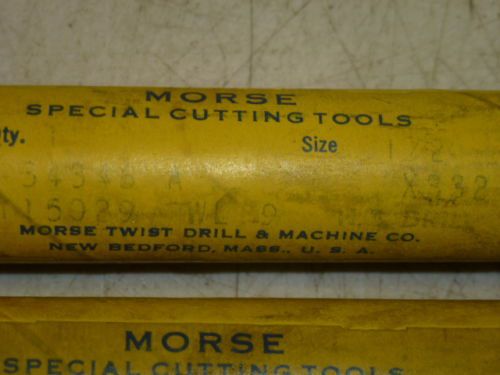 MORSE
SPECIAL CUTTING TOOLS
ty. Size
MORSE TWIST DRILL & MACHINE CO.
NEW BEDFORD, MASS., U. S. A.
MORSE
SPECIAL CUTTING TOOLS